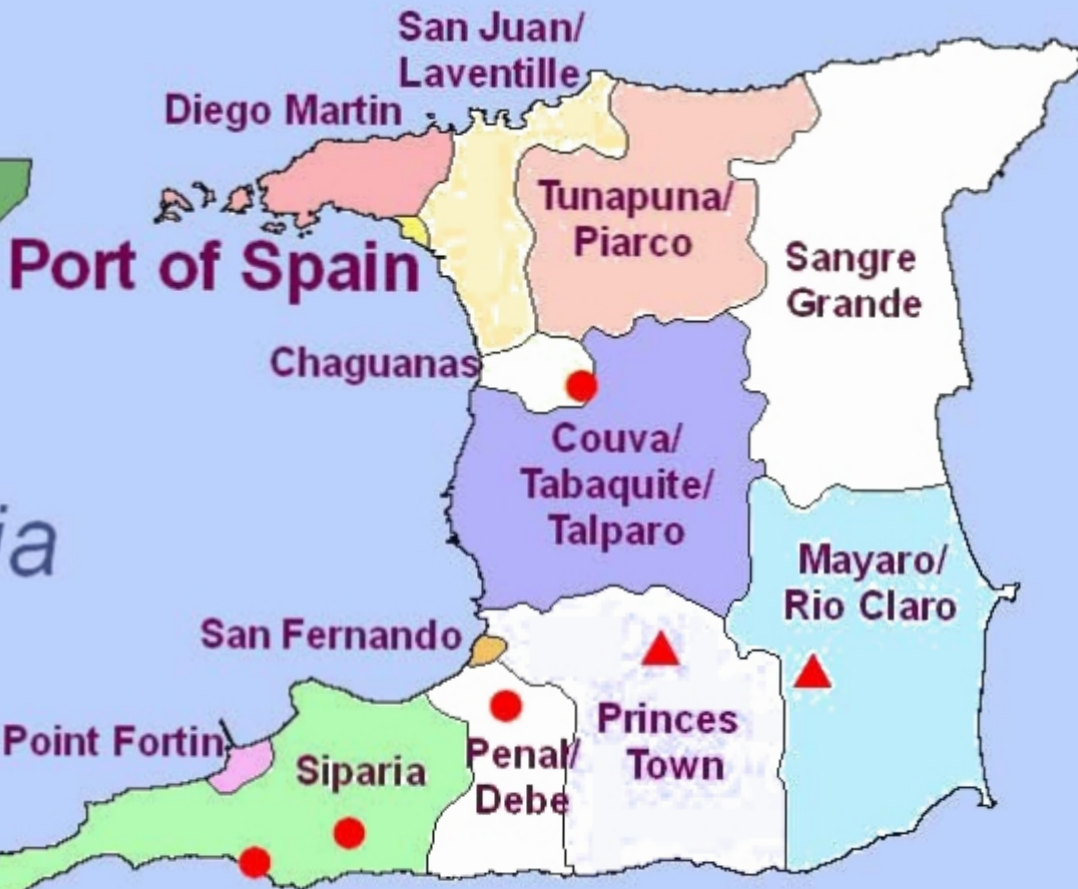 San Juan/
Laventille
Diego Martin
Tunapuna/
Piarco
Port of Spain
Sangre
Grande
Chaguanas
Couva/
Tabaquite/
Talparo
ia
Mayaro/
Rio Claro
San Fernando
Point Fortin
Siparia
Penal/
Debe
Princes
Town